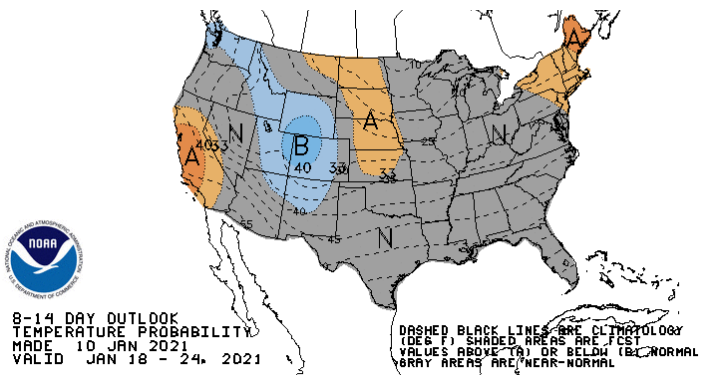 A
10
40 33
N
A
25
N
A
B
40
33
33
40
55
45
N
NATIONAL OCEANIC AND ATMOSPHERIC ADMINISTRATION
NOAA
U.S. DEPARTMENT OF COMMERCE
8-14 DAY OUTLOOK
TEMPERATURE PROBABILITY
MADE 10 JAN 2021
VALID JAN 18 - 24, 2021
DASHED BLACK LINES ARE CLIMATOLOGY
(DEG F) SHADED AREAS ARE FCST
VALUES ABOVE (A) OR BELOW (B) NORMAL
GRAY AREAS ARE NEAR-NORMAL